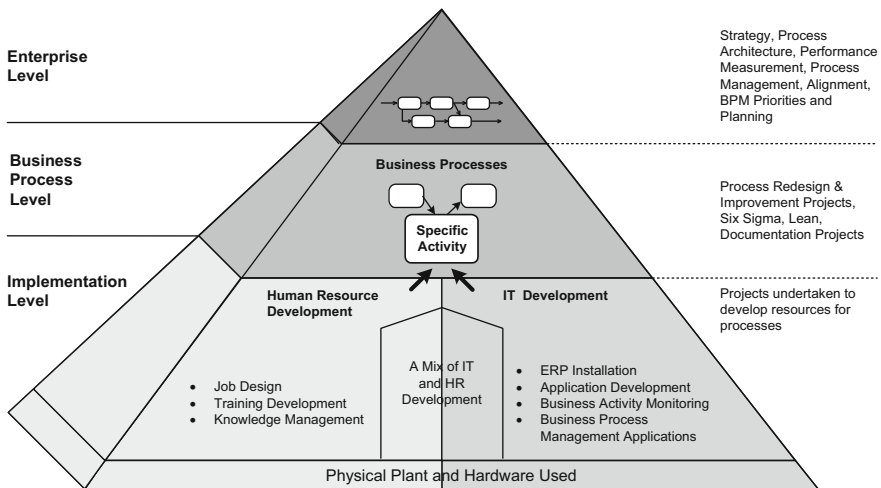 Enterprise
Level
Strategy, Process
Architecture, Performance
Measurement, Process
Management, Alignment,
BPM Priorities and
Planning
Business
Process
Level
Business Processes
Specific
Activity
Process Redesign &
Improvement Projects,
Six Sigma, Lean,
Documentation Projects
Implementation
Level
Human Resource
Development
IT Development
Projects undertaken to
develop resources for
processes
• Job Design
• Training Development
• Knowledge Management
A Mix of IT
and HR
Development
• ERP Installation
• Application Development
• Business Activity Monitoring
• Business Process
Management Applications
Physical Plant and Hardware Used